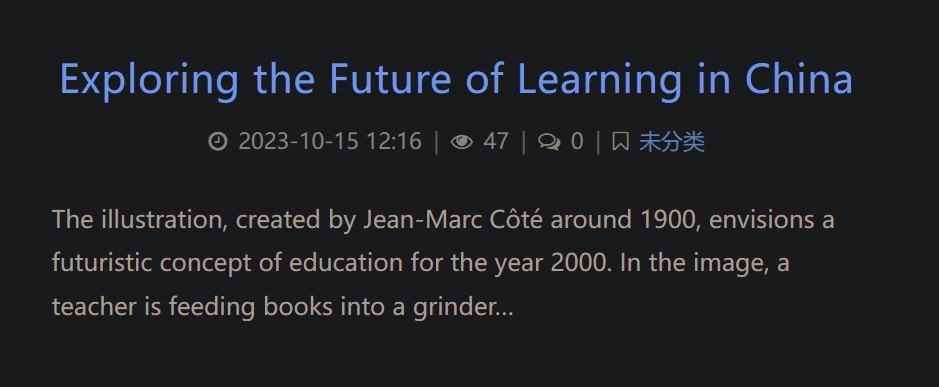 Exploring the Future of Learning in China
2023-10-15 12:16 | 47 | 0 | 未分类
The illustration, created by Jean-Marc Côté around 1900, envisions a
futuristic concept of education for the year 2000. In the image, a
teacher is feeding books into a grinder...